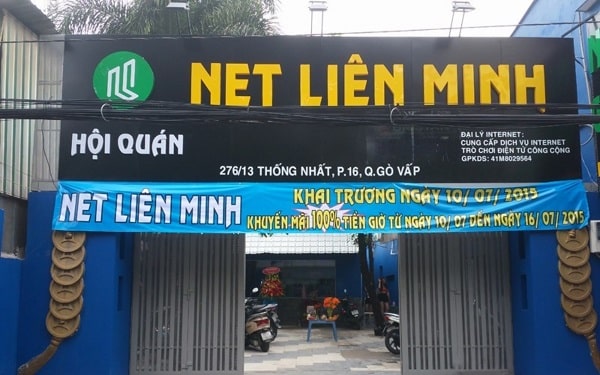 NET LIÊN MINH
HỘI QUÁN
ĐẠI LÝ INTERNET:
CUNG CẤP DỊCH VỤ INTERNET
TRÒ CHƠI ĐIỆN TỬ CÔNG CỘNG
GPKDS: 41M8029564
276/13 THỐNG NHẤT, P.16, Q.GÒ VẤP
NET LIÊN MINH
KHAI TRƯƠNG NGÀY 10/ 07/ 2015
KHUYẾN MÃI 100% TIỀN GIỜ TỪ NGÀY 10/ 07 ĐẾN NGÀY 16/ 07/ 2015